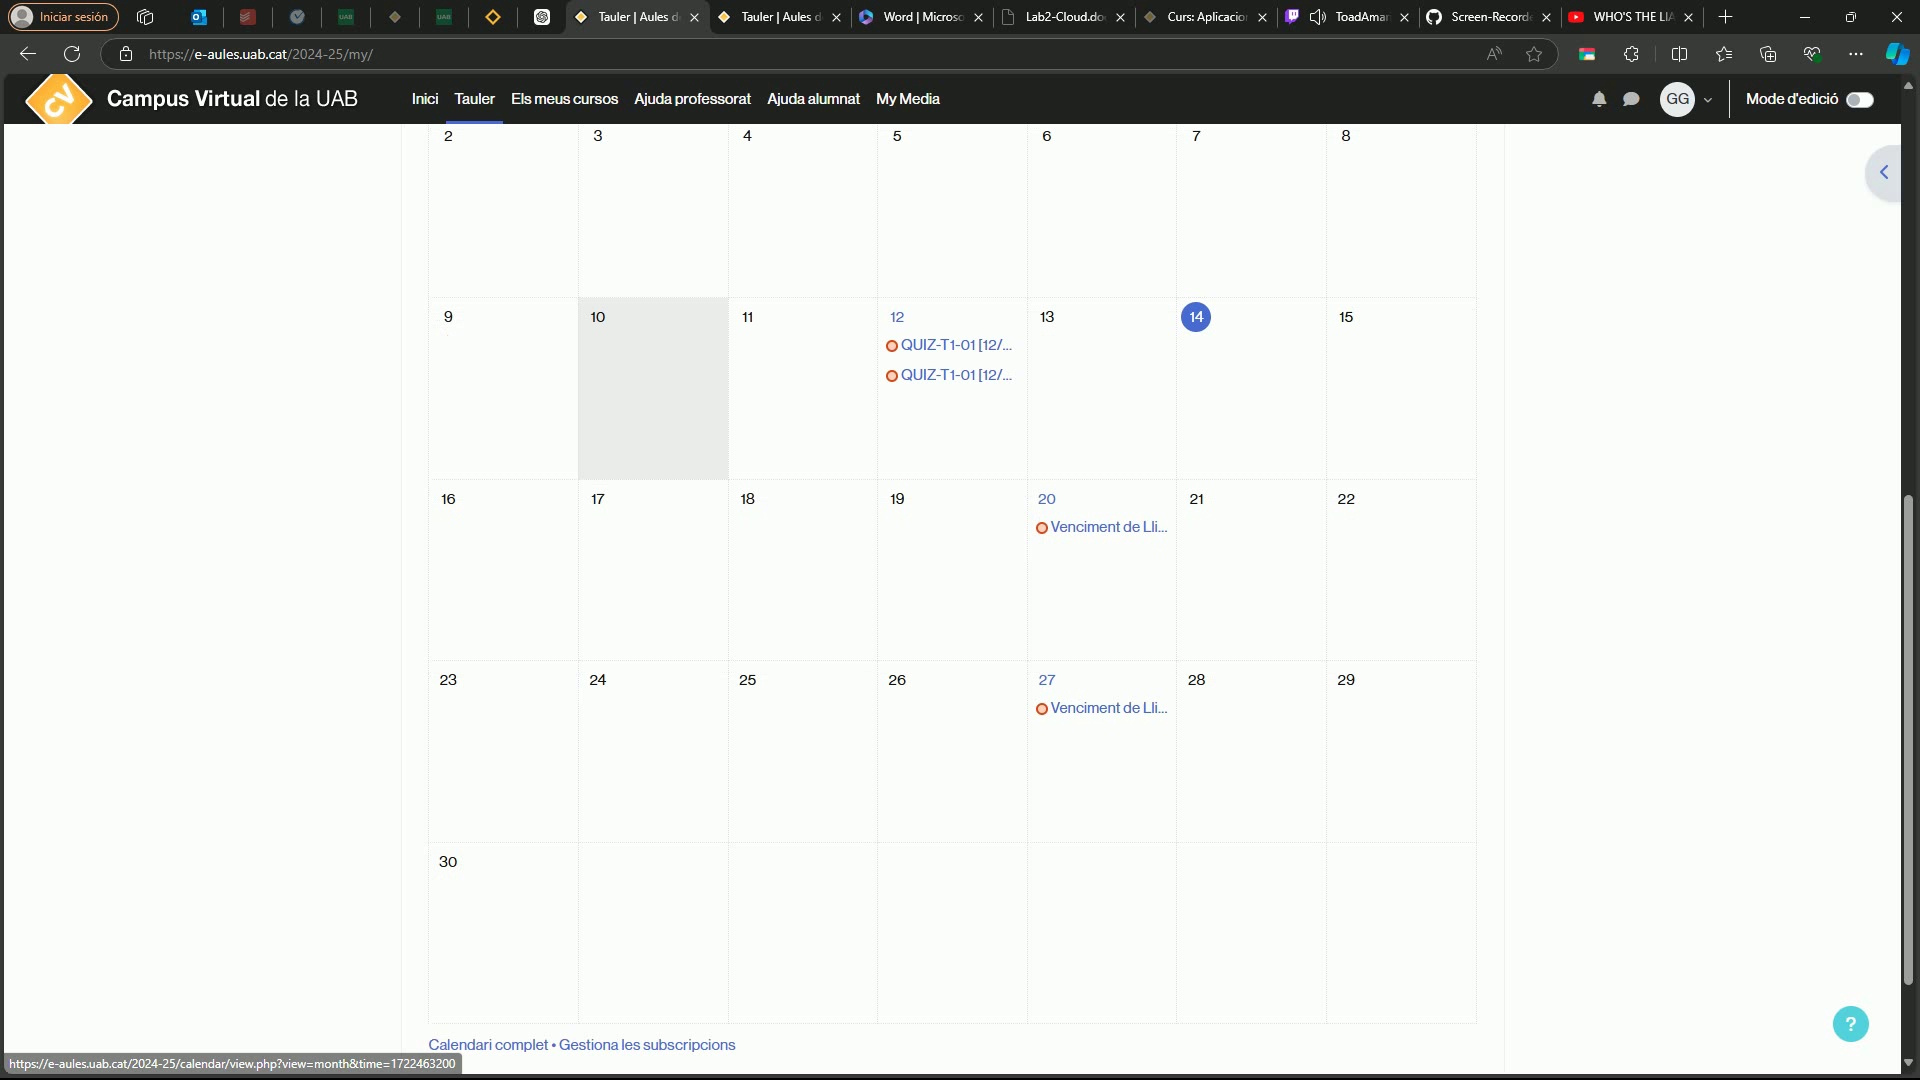 Iniciar sesión
Tauler | Aules d
Tauler | Aules d
Word | Microso
Lab2-Cloud.do
Curs: Aplicacio
ToadAmar
Screen-Recorde
WHO'S THE LIA
https://e-aules.uab.cat/2024-25/my/
CV
Campus Virtual de la UAB
Inici
Tauler
Els meus cursos
Ajuda professorat
Ajuda alumnat
My Media
GG
Mode d'edició
2 3 4 5 6 7 8
9 10 11 12 13 14 15
QUIZ-T1-01 [12/...
QUIZ-T1-01 [12/...
16 17 18 19 20 21 22
Venciment de Lli...
23 24 25 26 27 28 29
Venciment de Lli...
30
Calendari complet • Gestiona les subscripcions
?
https://e-aules.uab.cat/2024-25/calendar/view.php?view=month&time=1722463200